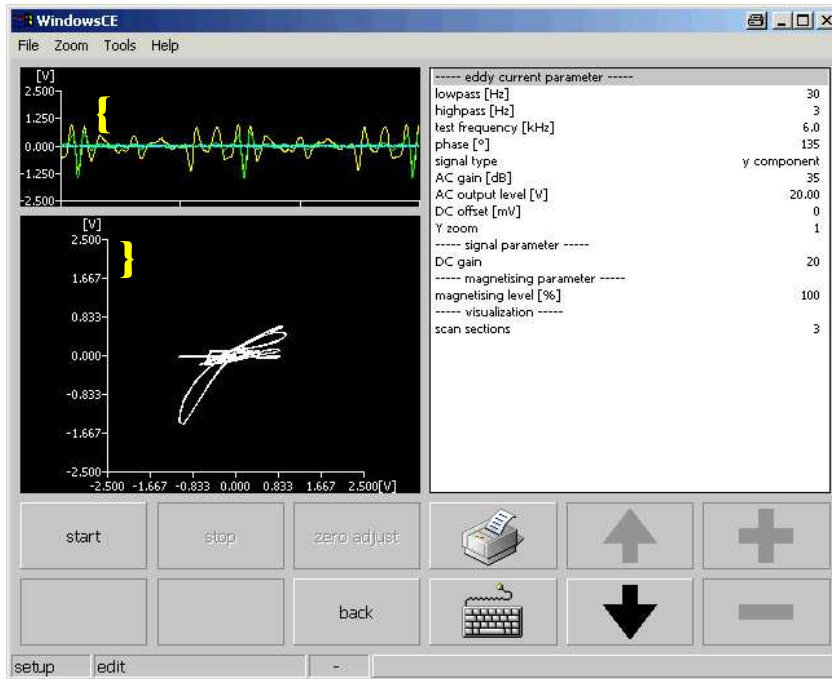 WindowsCE
File Zoom Tools Help
[V]
2.500
1.250
0.000
-1.250
-2.500
{
[V]
2.500
1.667
0.833
0.000
-0.833
-1.667
-2.500
-2.500 -1.667 -0.833 0.000 0.833 1.667 2.500[V]
}
----- eddy current parameter -----
lowpass [Hz] 30
highpass [Hz] 3
test frequency [kHz] 6.0
phase [°] 135
signal type y component
AC gain [dB] 35
AC output level [V] 20.00
DC offset [mV] 0
Y zoom 1
----- signal parameter -----
DC gain 20
----- magnetising parameter -----
magnetising level [%] 100
----- visualization -----
scan sections 3
start stop zero adjust
back
setup edit -